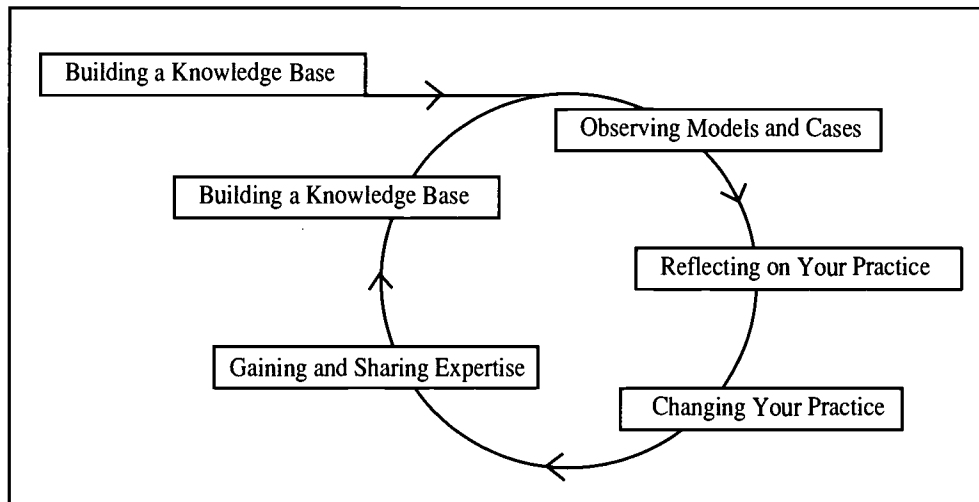 Building a Knowledge Base
Observing Models and Cases
Building a Knowledge Base
Reflecting on Your Practice
Gaining and Sharing Expertise
Changing Your Practice